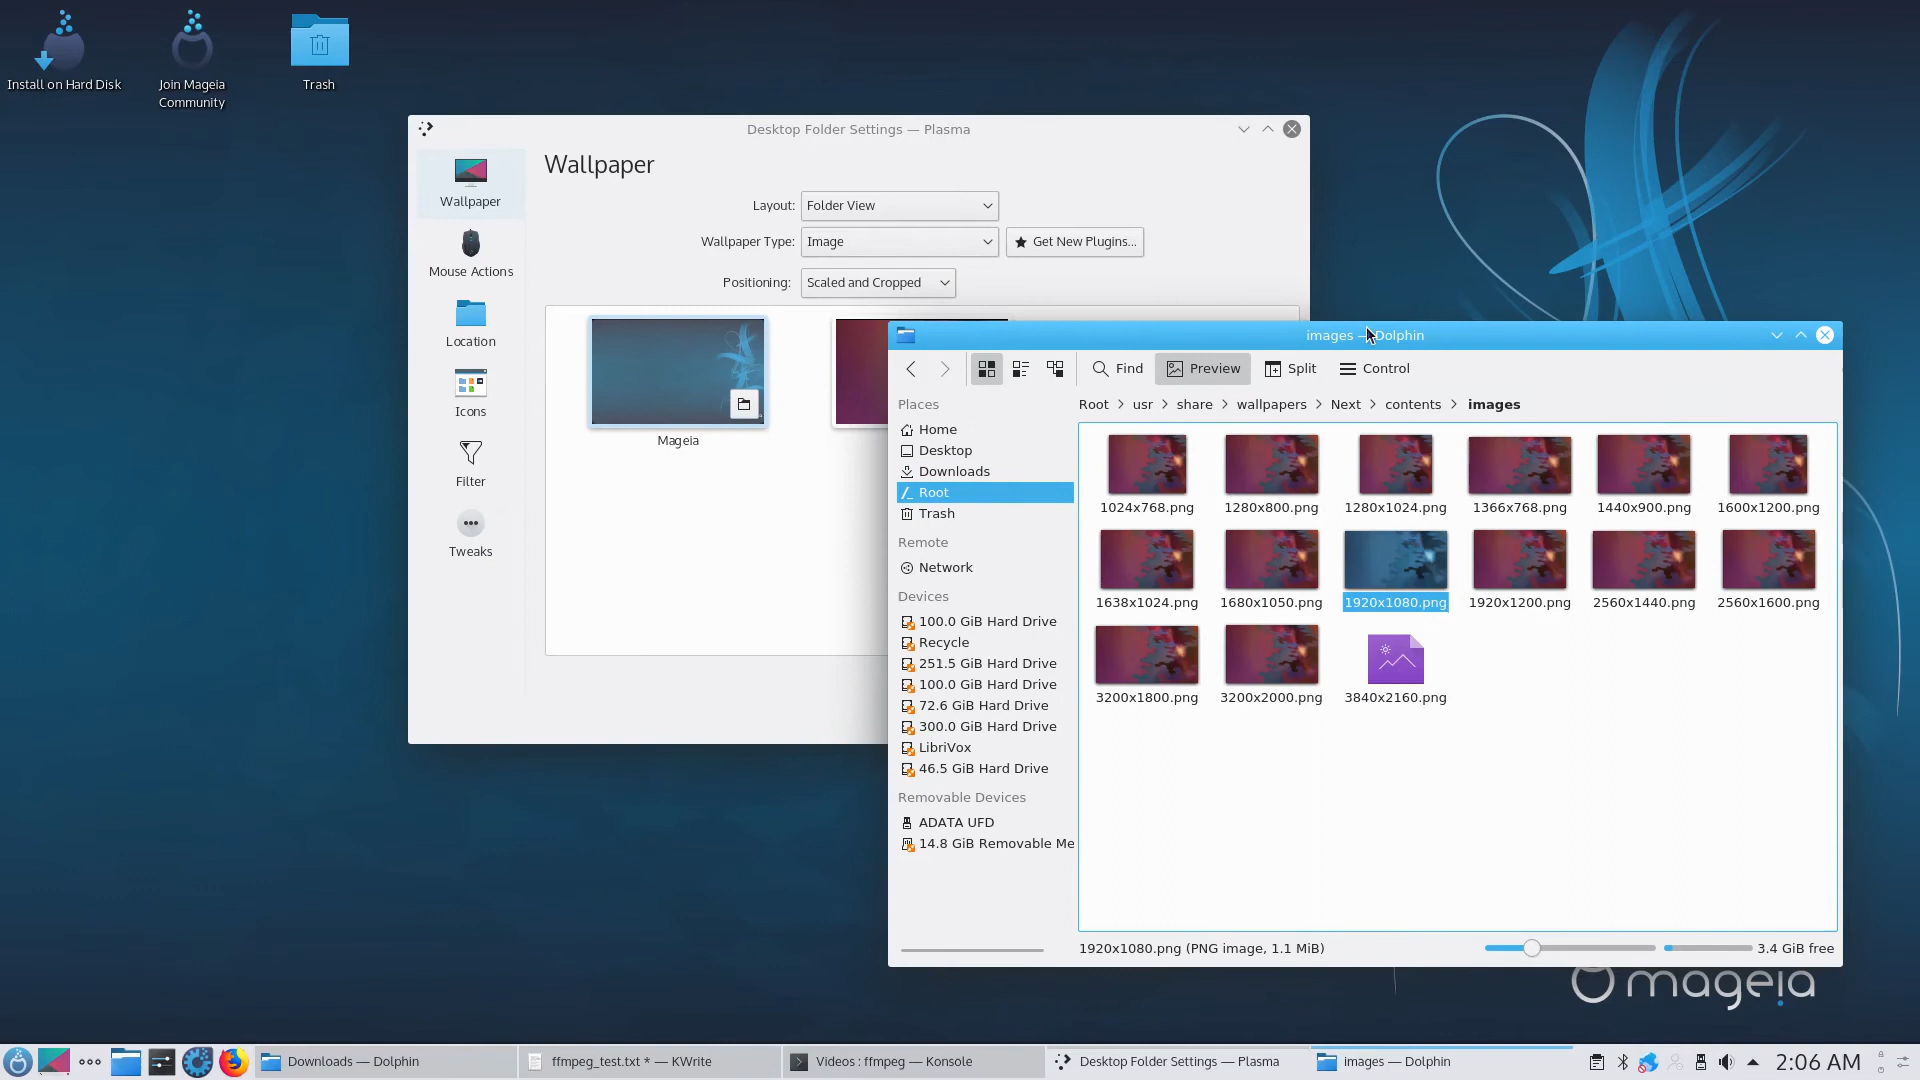 Install on Hard Disk
Join Mageia
Community
Trash
Desktop Folder Settings — Plasma
Wallpaper
Mouse Actions
Location
Icons
Filter
Tweaks
Wallpaper
Layout: Folder View
Wallpaper Type: Image Get New Plugins...
Positioning: Scaled and Cropped
Mageia
images — Dolphin
Find Preview Split Control
Root > usr > share > wallpapers > Next > contents > images
Places
Home
Desktop
Downloads
Root
Trash
Remote
Network
Devices
100.0 GiB Hard Drive
Recycle
251.5 GiB Hard Drive
100.0 GiB Hard Drive
72.6 GiB Hard Drive
300.0 GiB Hard Drive
LibriVox
46.5 GiB Hard Drive
Removable Devices
ADATA UFD
14.8 GiB Removable Me
1024x768.png 1280x800.png 1280x1024.png 1366x768.png 1440x900.png 1600x1200.png
1638x1024.png 1680x1050.png 1920x1080.png 1920x1200.png 2560x1440.png 2560x1600.png
3200x1800.png 3200x2000.png 3840x2160.png
1920x1080.png (PNG image, 1.1 MiB) 3.4 GiB free
mageia
Downloads — Dolphin ffmpeg_test.txt * — KWrite Videos : ffmpeg — Konsole Desktop Folder Settings — Plasma images — Dolphin 2:06 AM